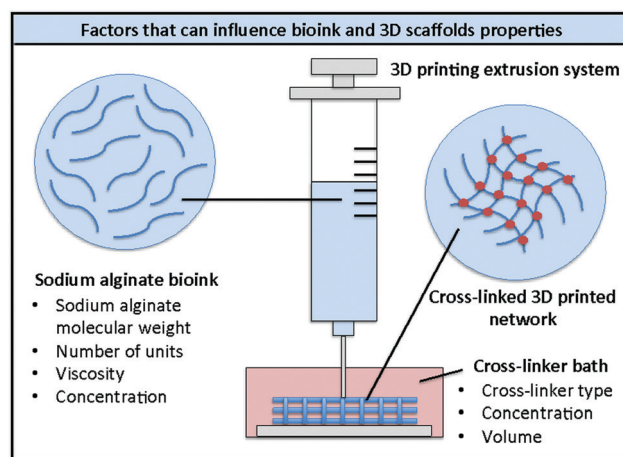 Factors that can influence bioink and 3D scaffolds properties
3D printing extrusion system
Sodium alginate bioink
• Sodium alginate
molecular weight
• Number of units
• Viscosity
• Concentration
Cross-linked 3D printed
network
Cross-linker bath
• Cross-linker type
• Concentration
• Volume